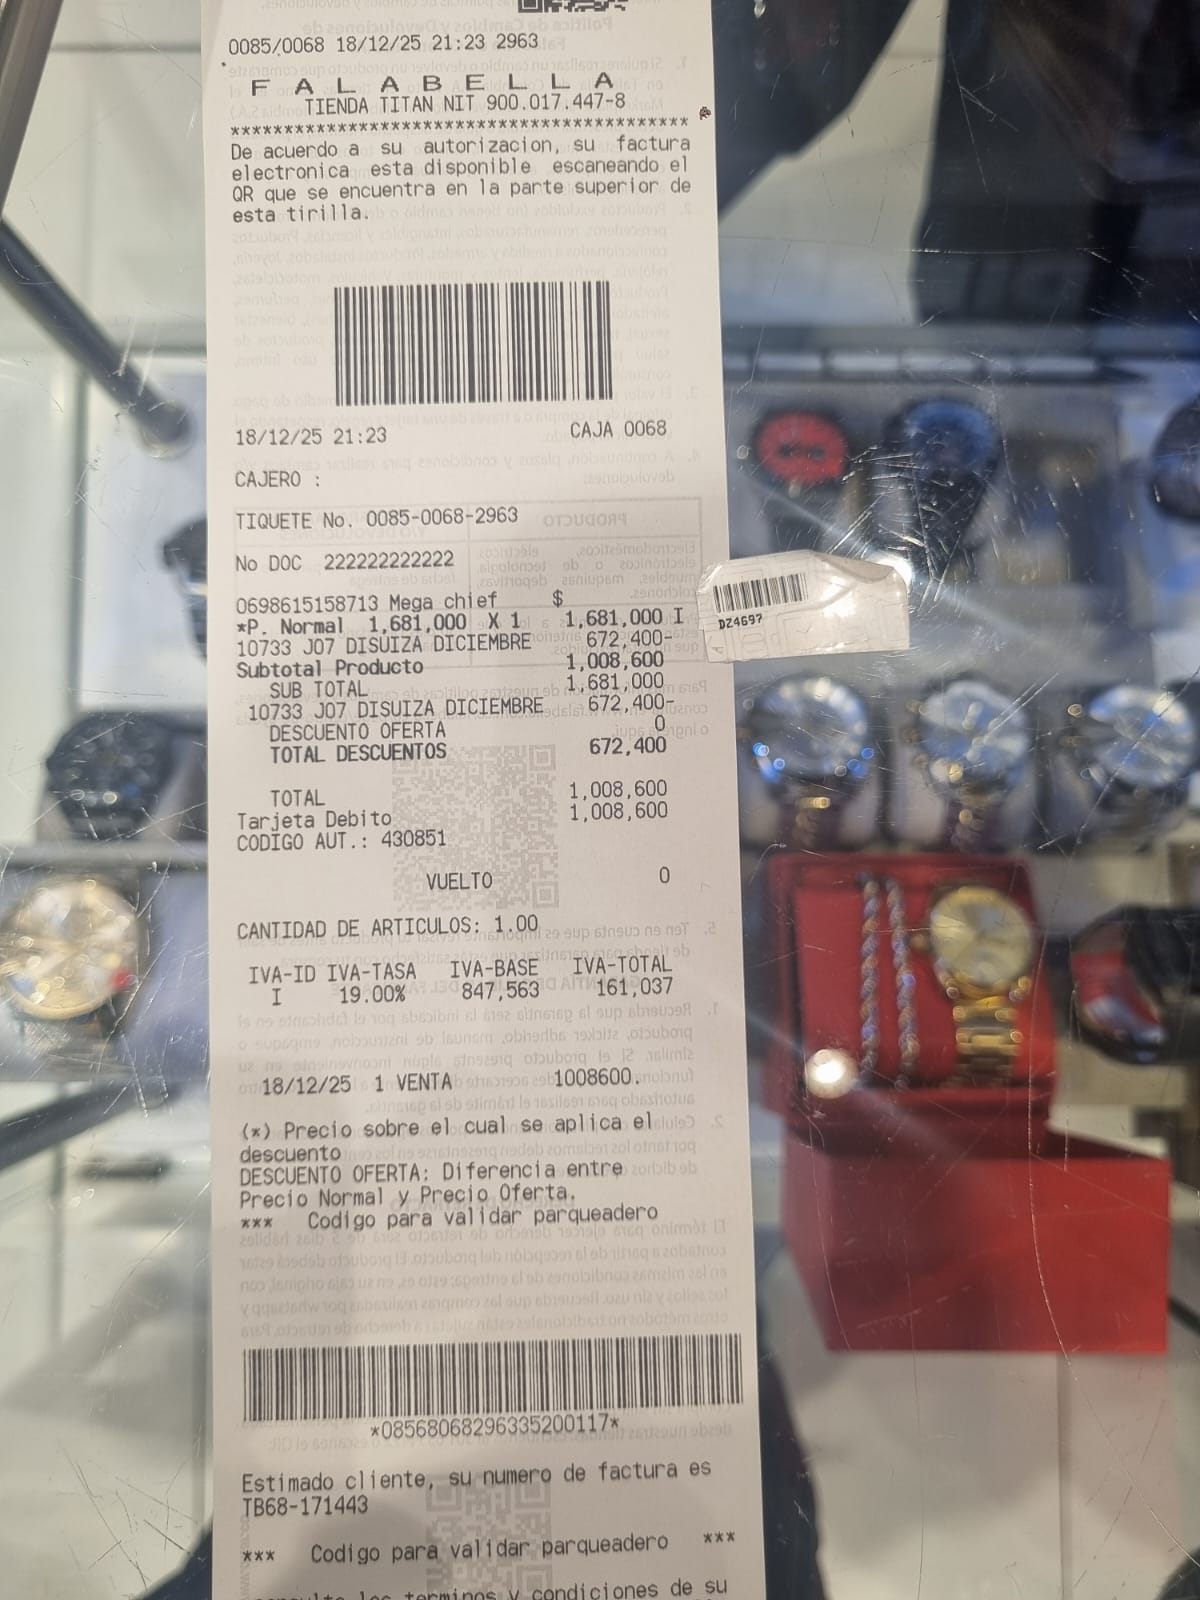 0085/0068 18/12/25 21:23 2963
F A L A B E L L A
TIENDA TITAN NIT 900.017.447-8
*******************************************
De acuerdo a su autorizacion, su factura
electronica esta disponible escaneando el
QR que se encuentra en la parte superior de
esta tirilla.
18/12/25 21:23 CAJA 0068
CAJERO :
TIQUETE No. 0085-0068-2963
No DOC 222222222222
0698615158713 Mega chief $
*P. Normal 1,681,000 X 1 1,681,000 I
10733 J07 DISUIZA DICIEMBRE 672,400-
Subtotal Producto 1,008,600
SUB TOTAL 1,681,000
10733 J07 DISUIZA DICIEMBRE 672,400-
DESCUENTO OFERTA 0
TOTAL DESCUENTOS 672,400
TOTAL 1,008,600
Tarjeta Debito 1,008,600
CODIGO AUT.: 430851
VUELTO 0
CANTIDAD DE ARTICULOS: 1.00
IVA-ID IVA-TASA IVA-BASE IVA-TOTAL
I 19.00% 847,563 161,037
18/12/25 1 VENTA 1008600.
(*) Precio sobre el cual se aplica el
descuento
DESCUENTO OFERTA: Diferencia entre
Precio Normal y Precio Oferta.
*** Codigo para validar parqueadero
*08568068296335200117*
Estimado cliente, su numero de factura es
TB68-171443
*** Codigo para validar parqueadero ***
los terminos y condiciones de su
DZ4697